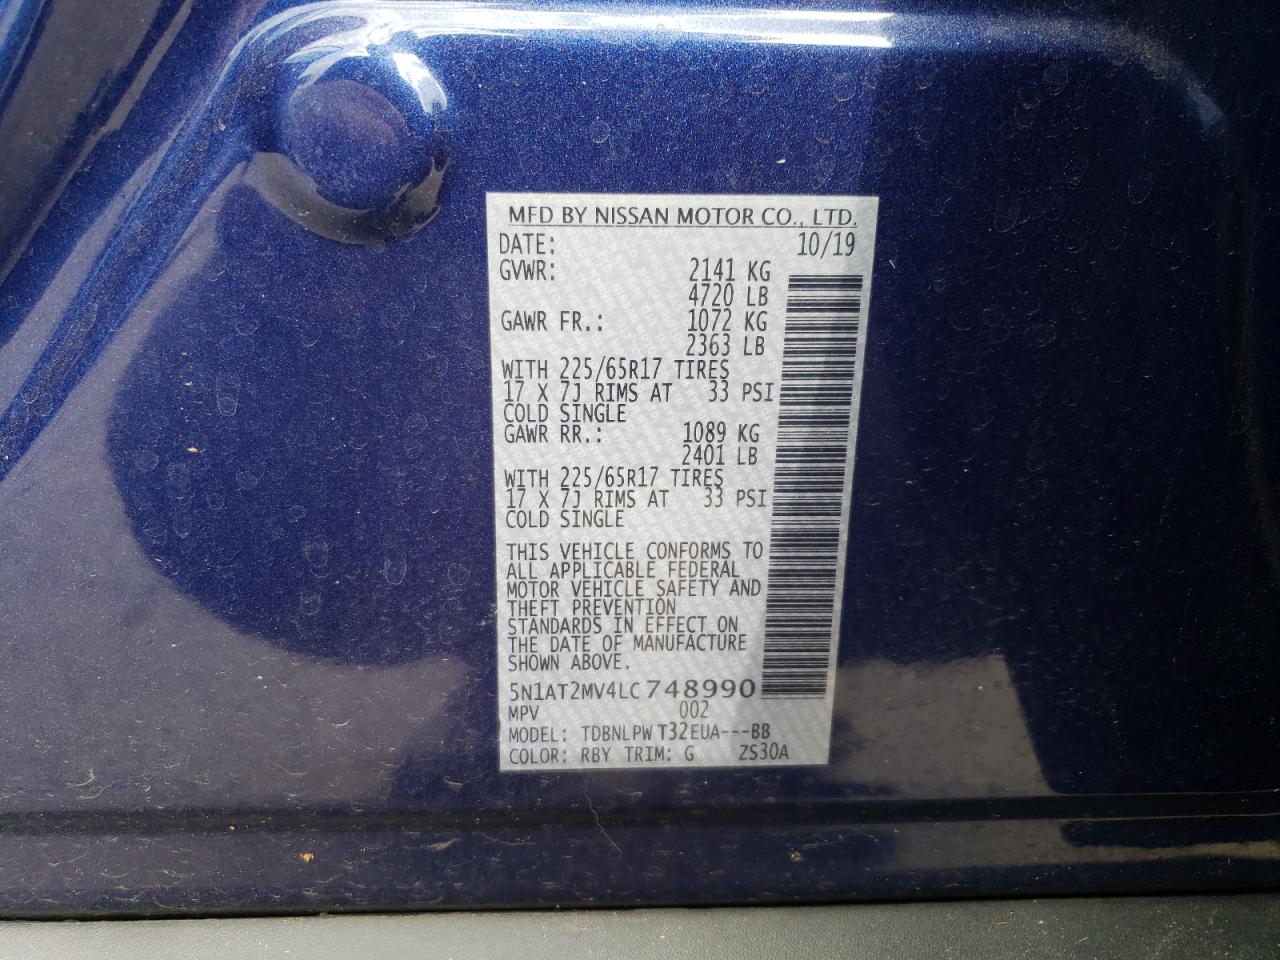 MFD BY NISSAN MOTOR CO., LTD.
DATE: 10/19
GVWR: 2141 KG
4720 LB
GAWR FR.: 1072 KG
2363 LB
WITH 225/65R17 TIRES
17 X 7J RIMS AT 33 PSI
COLD SINGLE
GAWR RR.: 1089 KG
2401 LB
WITH 225/65R17 TIRES
17 X 7J RIMS AT 33 PSI
COLD SINGLE
THIS VEHICLE CONFORMS TO
ALL APPLICABLE FEDERAL
MOTOR VEHICLE SAFETY AND
THEFT PREVENTION
STANDARDS IN EFFECT ON
THE DATE OF MANUFACTURE
SHOWN ABOVE.
5N1AT2MV4LC748990
MPV 002
MODEL: TDBNLPW T32EUA---BB
COLOR: RBY TRIM: G ZS30A